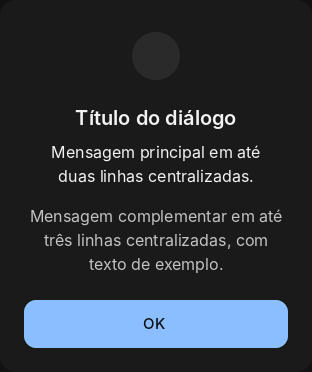 Título do diálogo
Mensagem principal em até
duas linhas centralizadas.
Mensagem complementar em até
três linhas centralizadas, com
texto de exemplo.
OK